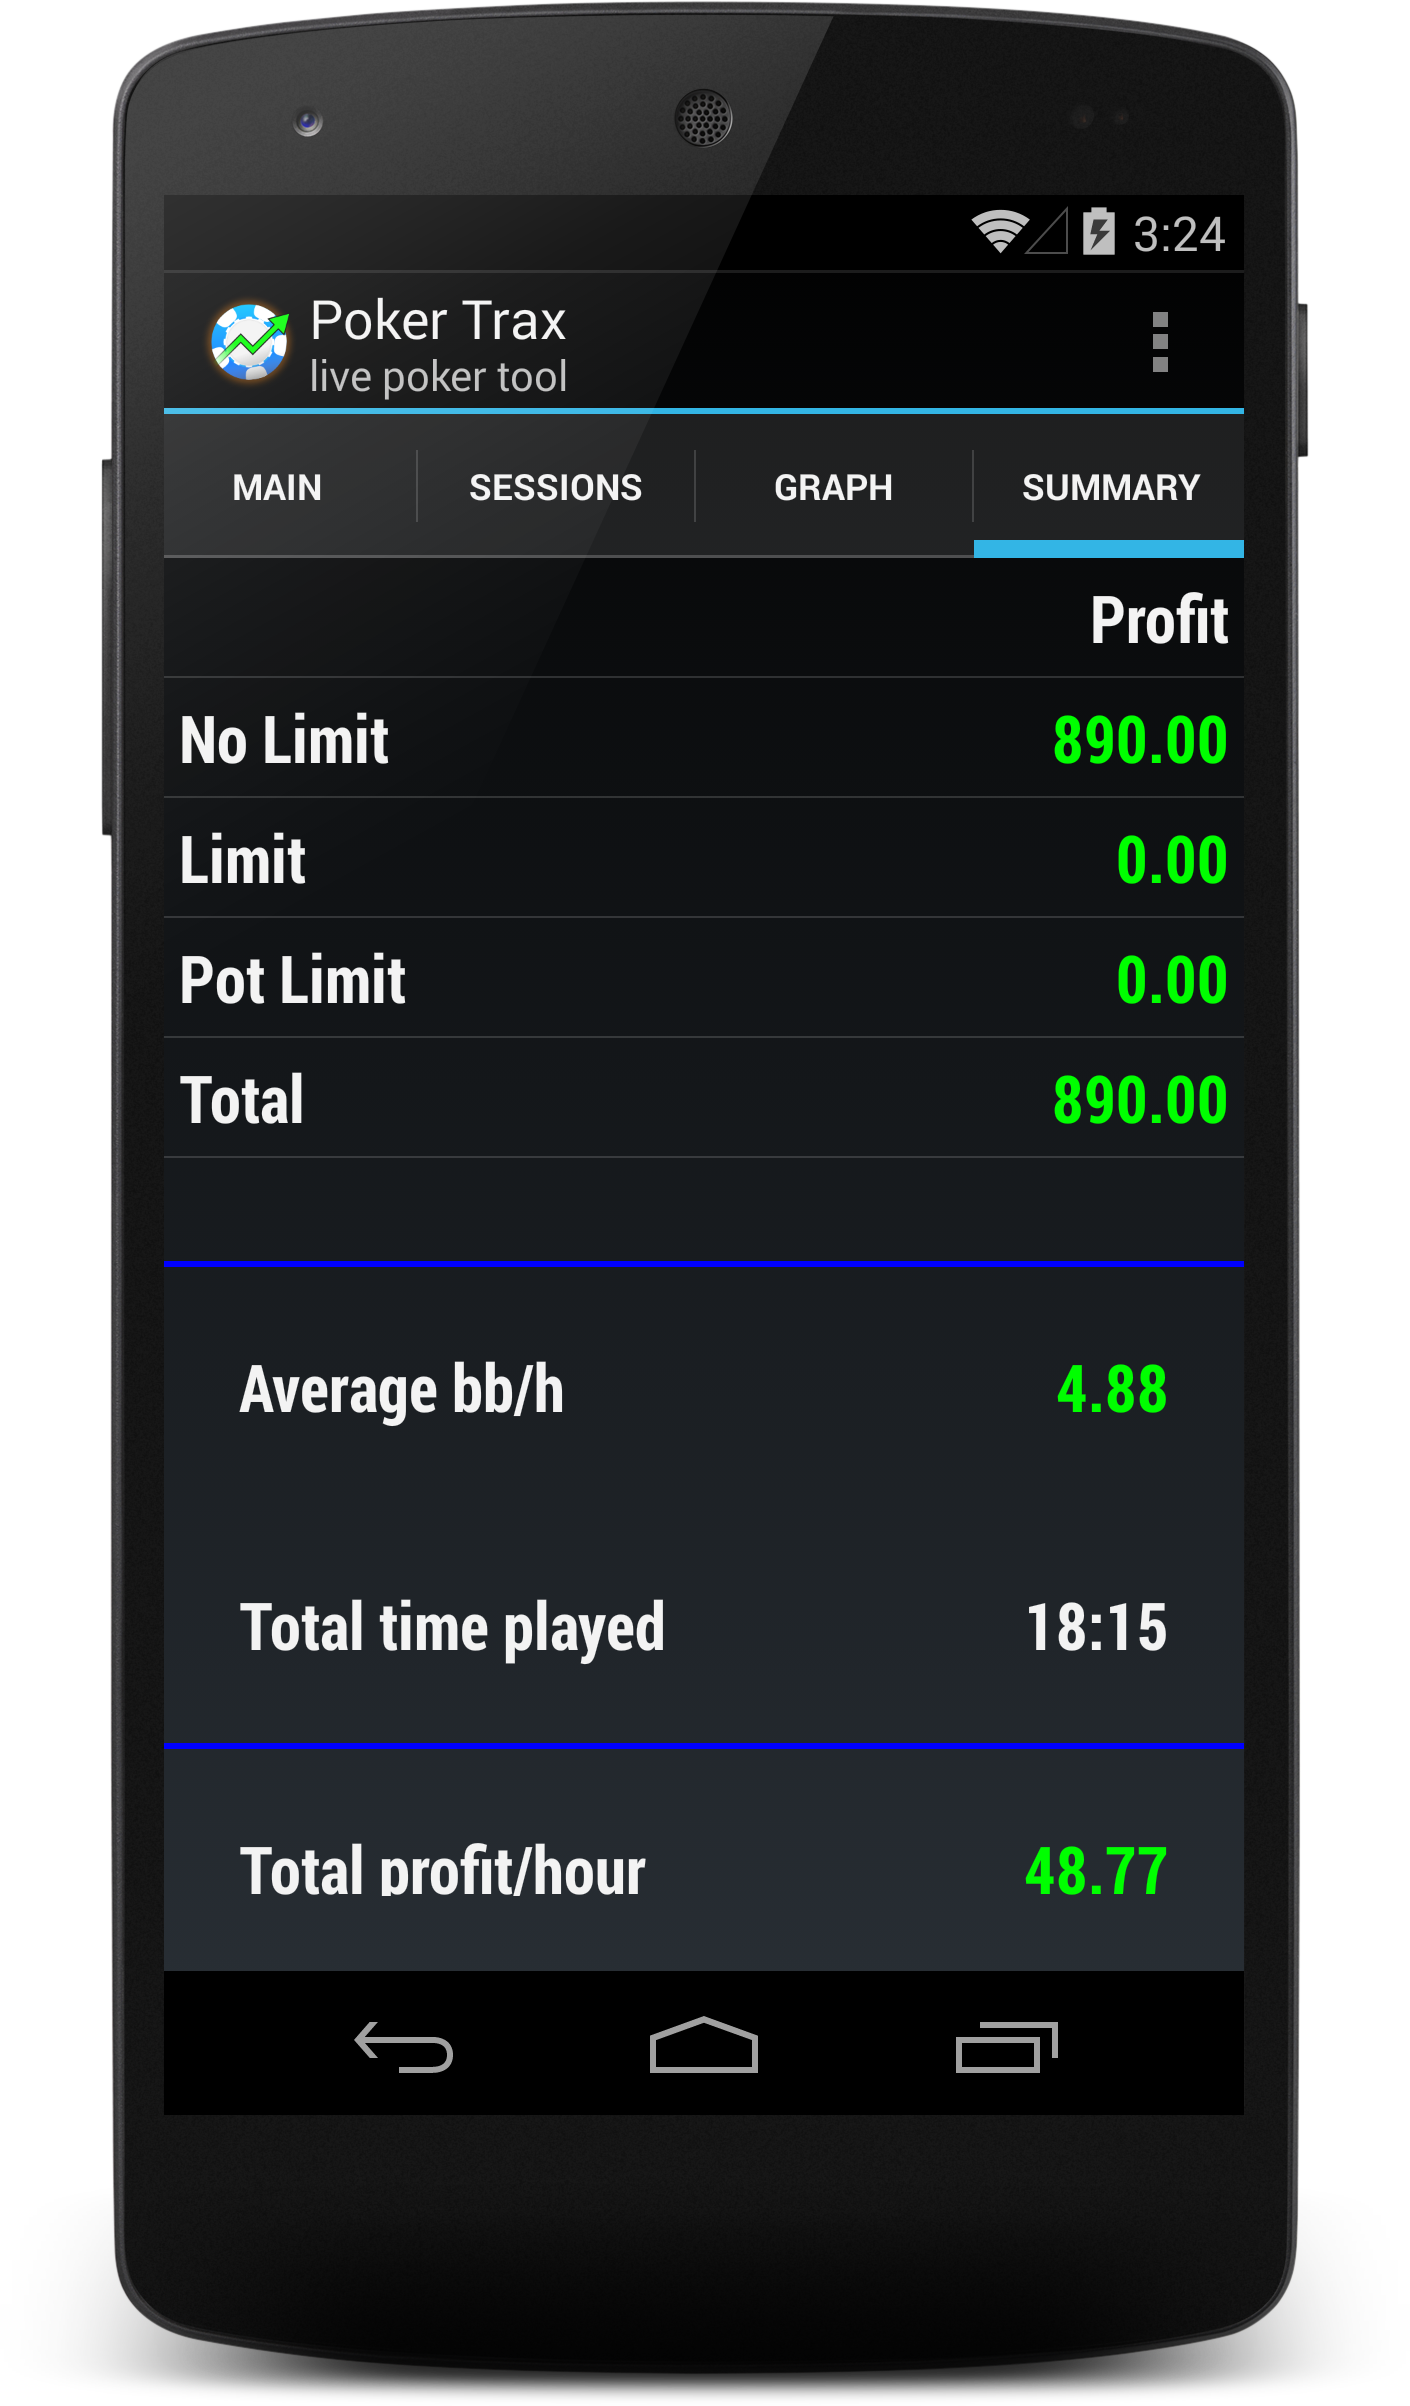 3:24
Poker Trax
live poker tool
MAIN SESSIONS GRAPH SUMMARY
Profit
No Limit 890.00
Limit 0.00
Pot Limit 0.00
Total 890.00
Average bb/h 4.88
Total time played 18:15
Total profit/hour 48.77